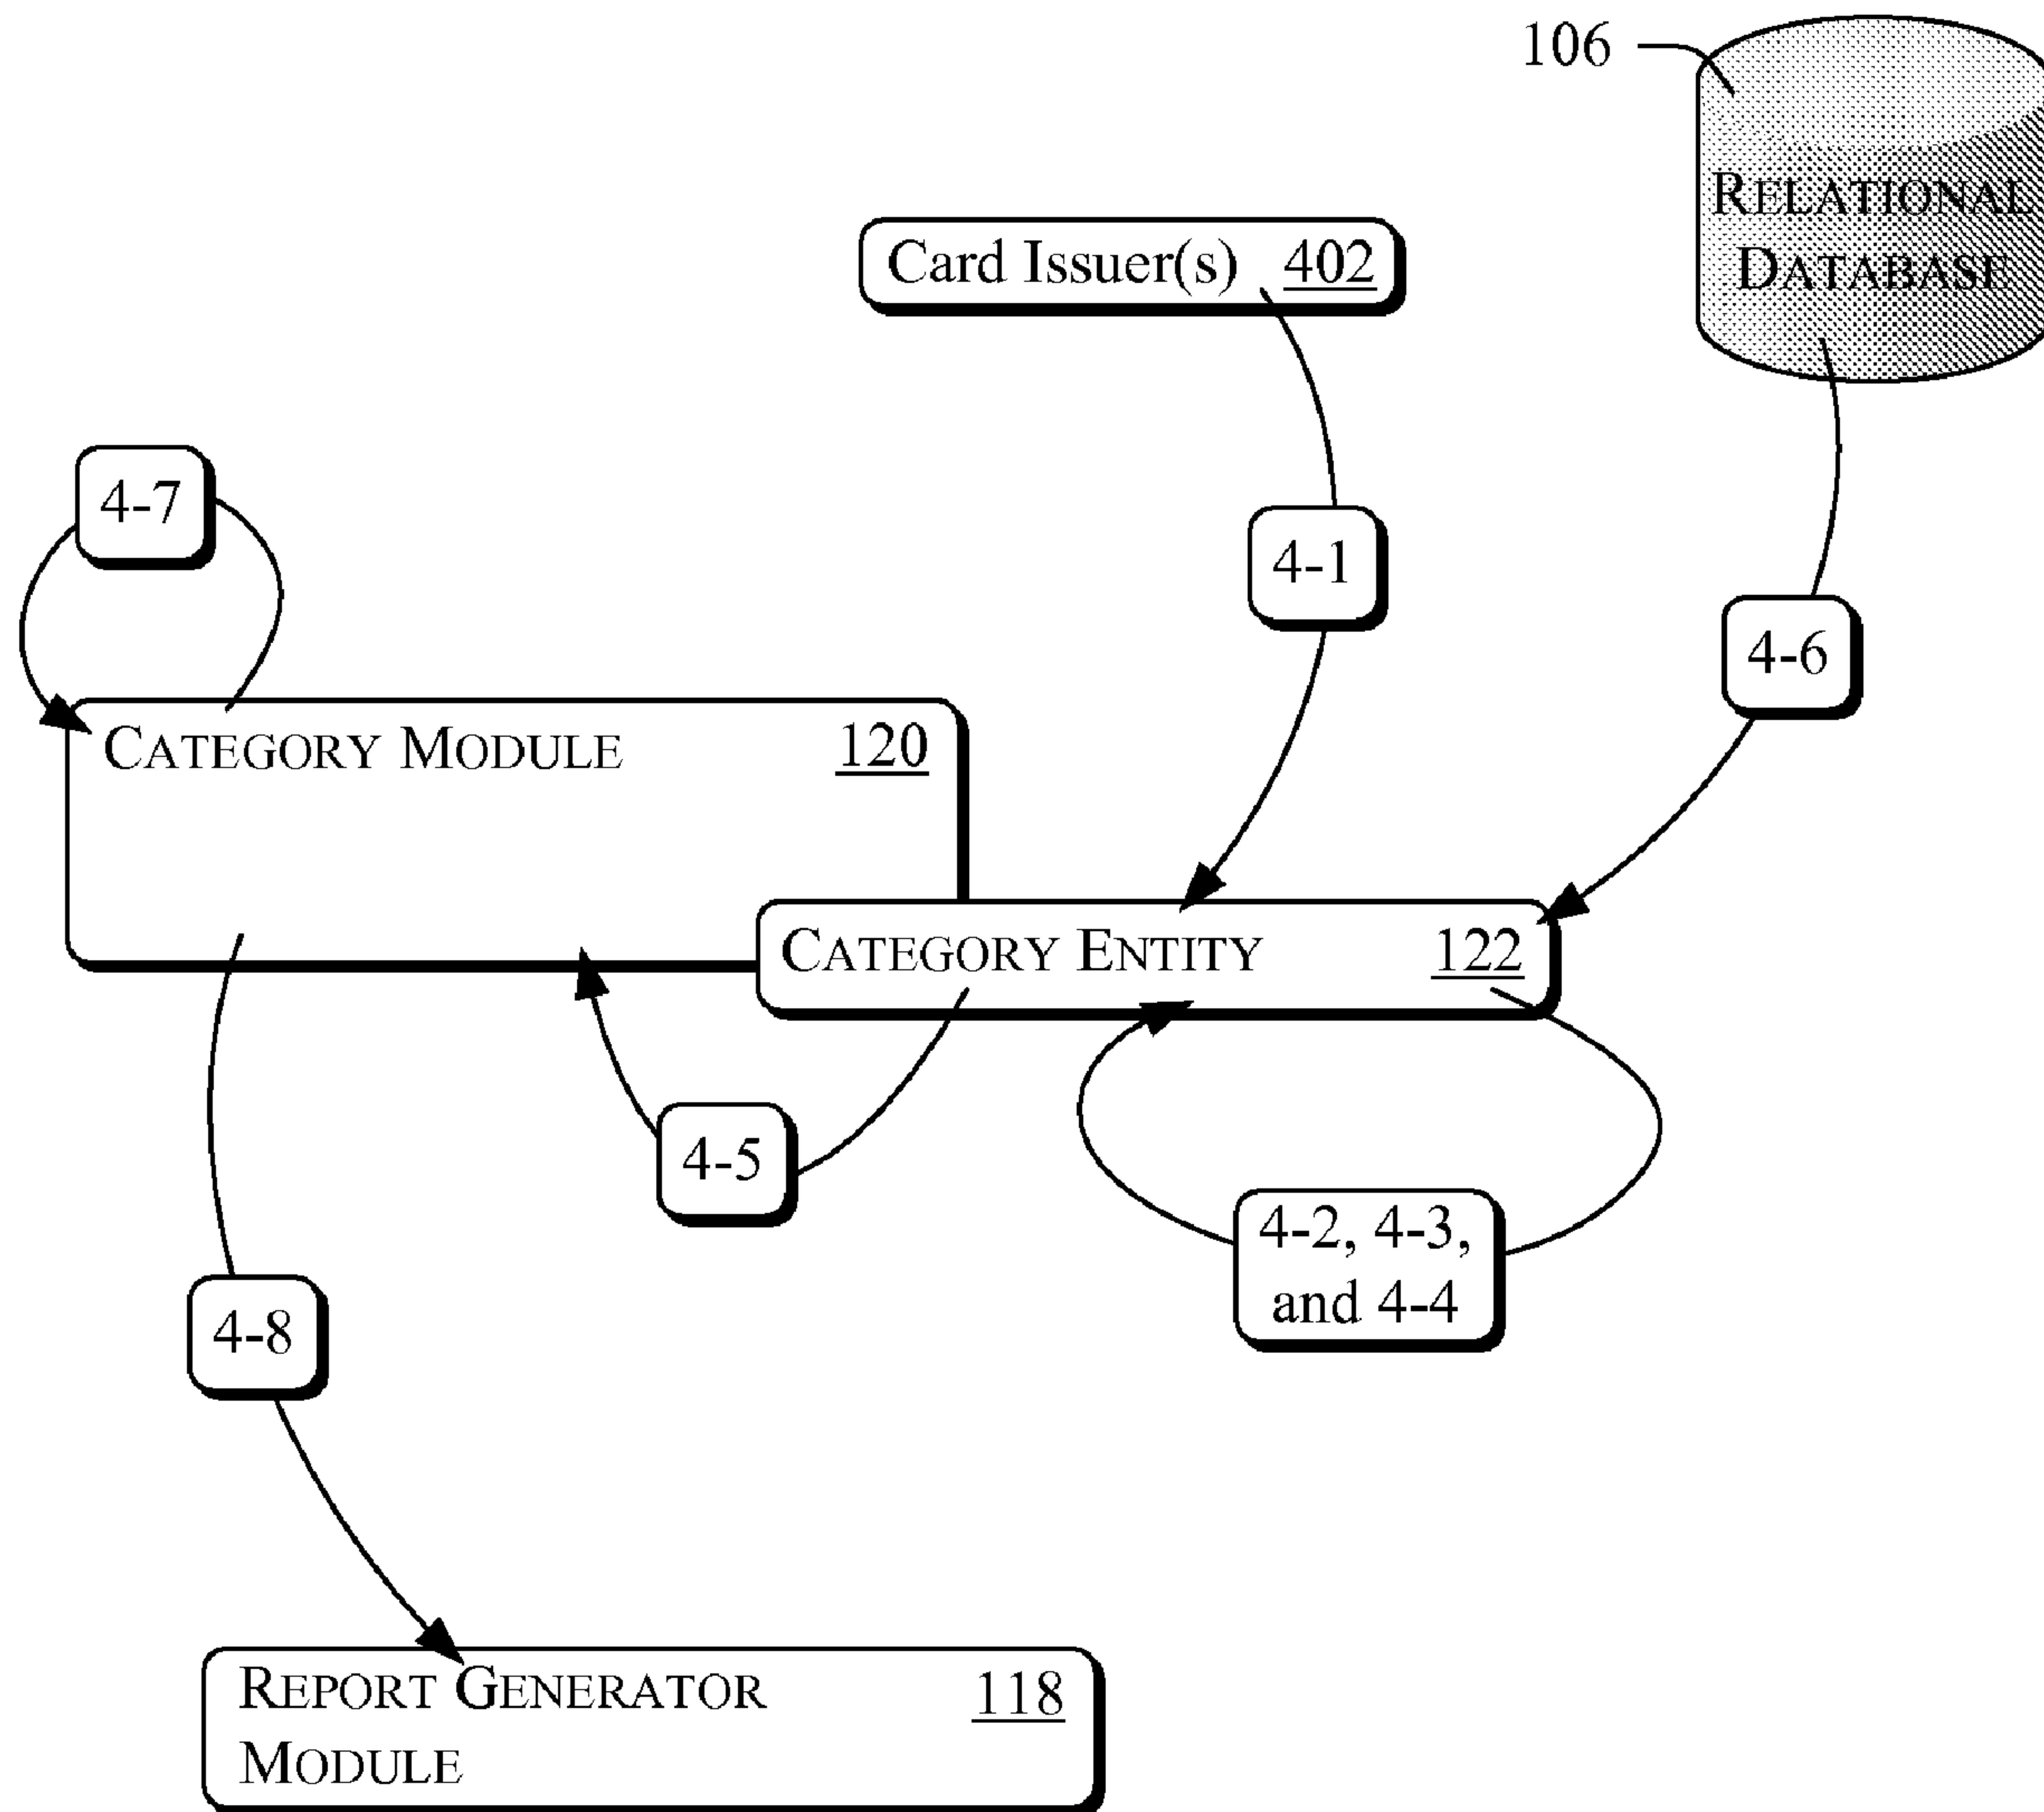 106
RELATIONAL
DATABASE
Card Issuer(s) 402
4-7
4-1
4-6
CATEGORY MODULE 120
CATEGORY ENTITY 122
4-5
4-2, 4-3,
and 4-4
4-8
REPORT GENERATOR 118
MODULE